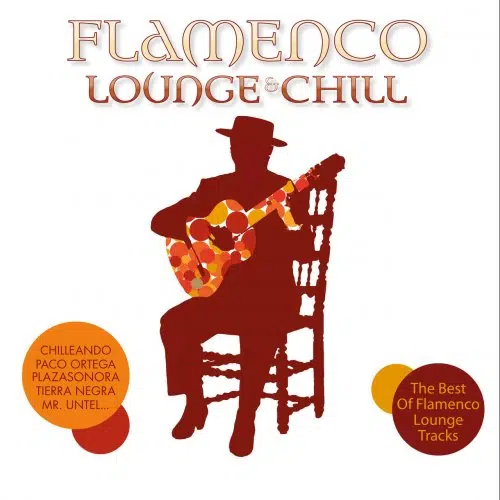 FLAMENCO
LOUNGE & CHILL
CHILLEANDO
PACO ORTEGA
PLAZASONORA
TIERRA NEGRA
MR. UNTEL...
The Best
Of Flamenco
Lounge
Tracks